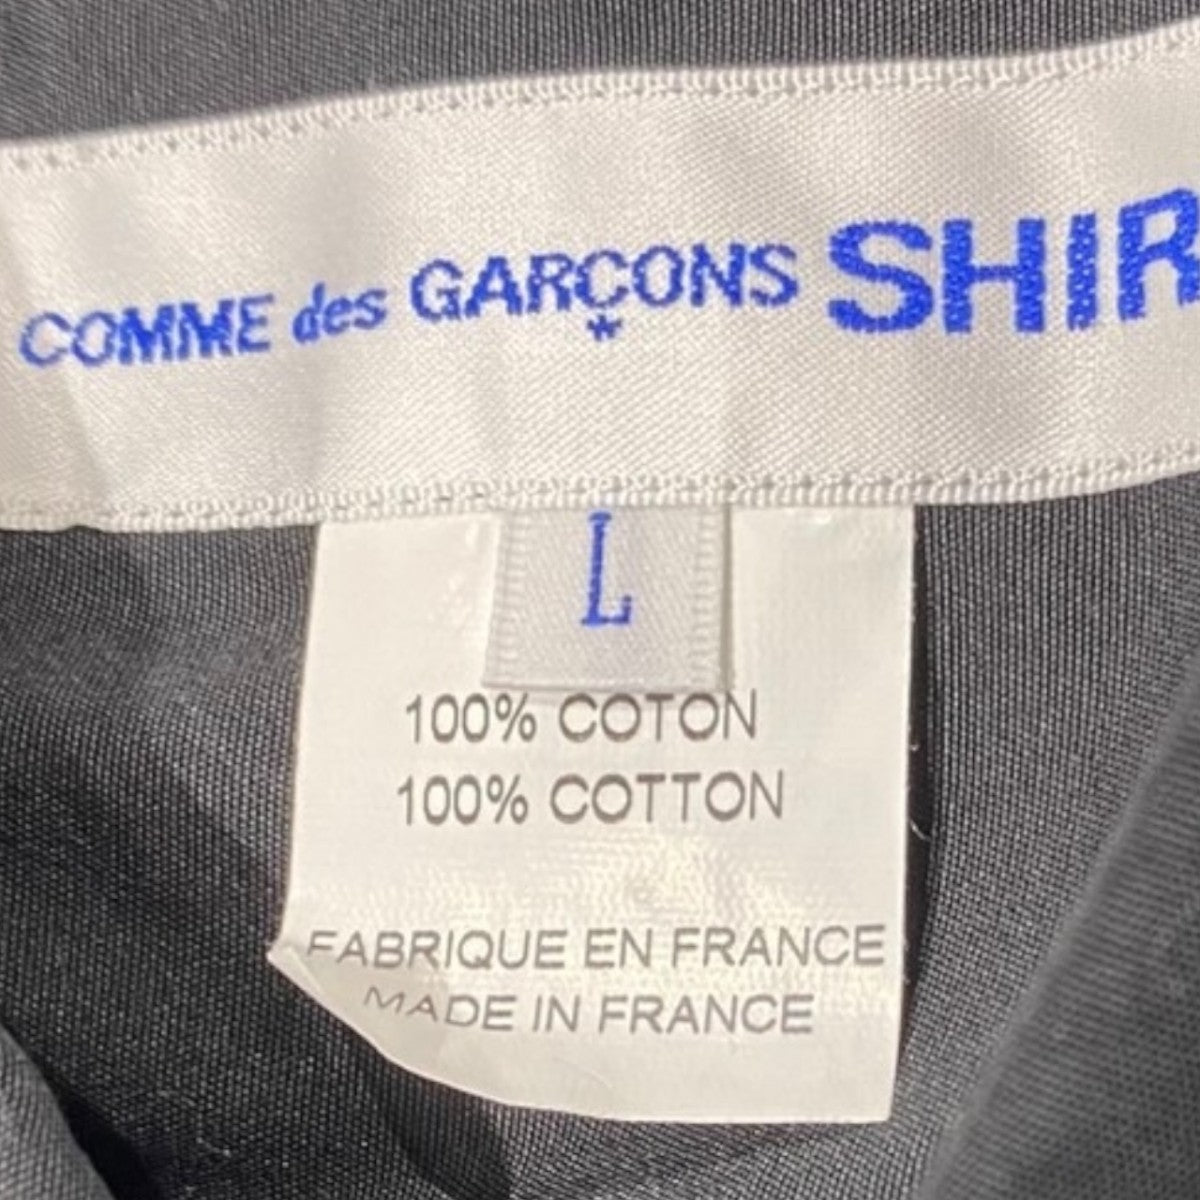 COMME des GARÇONS SHIR
*
L
100% COTON
100% COTTON
FABRIQUE EN FRANCE
MADE IN FRANCE